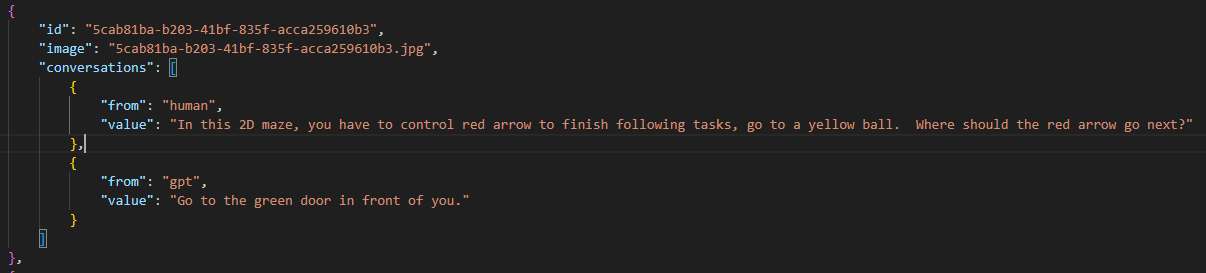 {
"id": "5cab81ba-b203-41bf-835f-acca259610b3",
"image": "5cab81ba-b203-41bf-835f-acca259610b3.jpg",
"conversations": [
{
"from": "human",
"value": "In this 2D maze, you have to control red arrow to finish following tasks, go to a yellow ball.  Where should the red arrow go next?"
},
{
"from": "gpt",
"value": "Go to the green door in front of you."
}
]
},